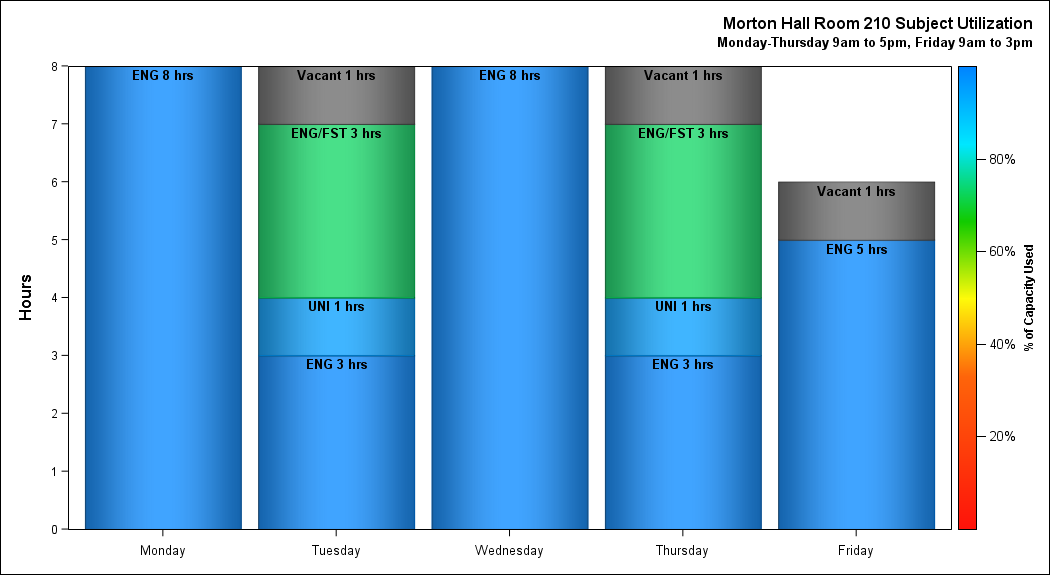 Morton Hall Room 210 Subject Utilization
Monday-Thursday 9am to 5pm, Friday 9am to 3pm
Hours
8
7
6
5
4
3
2
1
0
ENG 8 hrs
Vacant 1 hrs
ENG/FST 3 hrs
UNI 1 hrs
ENG 3 hrs
ENG 8 hrs
Vacant 1 hrs
ENG/FST 3 hrs
UNI 1 hrs
ENG 3 hrs
Vacant 1 hrs
ENG 5 hrs
Monday
Tuesday
Wednesday
Thursday
Friday
80%
60%
40%
20%
% of Capacity Used